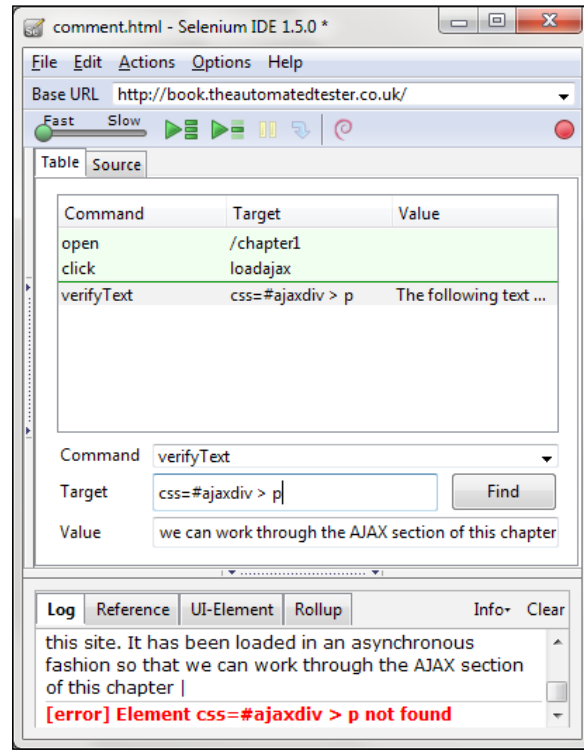 comment.html - Selenium IDE 1.5.0 *
File Edit Actions Options Help
Base URL http://book.theautomatedtester.co.uk/
Fast Slow
Table Source
Command Target Value
open /chapter1
click loadajax
verifyText css=#ajaxdiv > p The following text ...
Command verifyText
Target css=#ajaxdiv > p Find
Value we can work through the AJAX section of this chapter
Log Reference UI-Element Rollup Info Clear
this site. It has been loaded in an asynchronous
fashion so that we can work through the AJAX section
of this chapter |
[error] Element css=#ajaxdiv > p not found